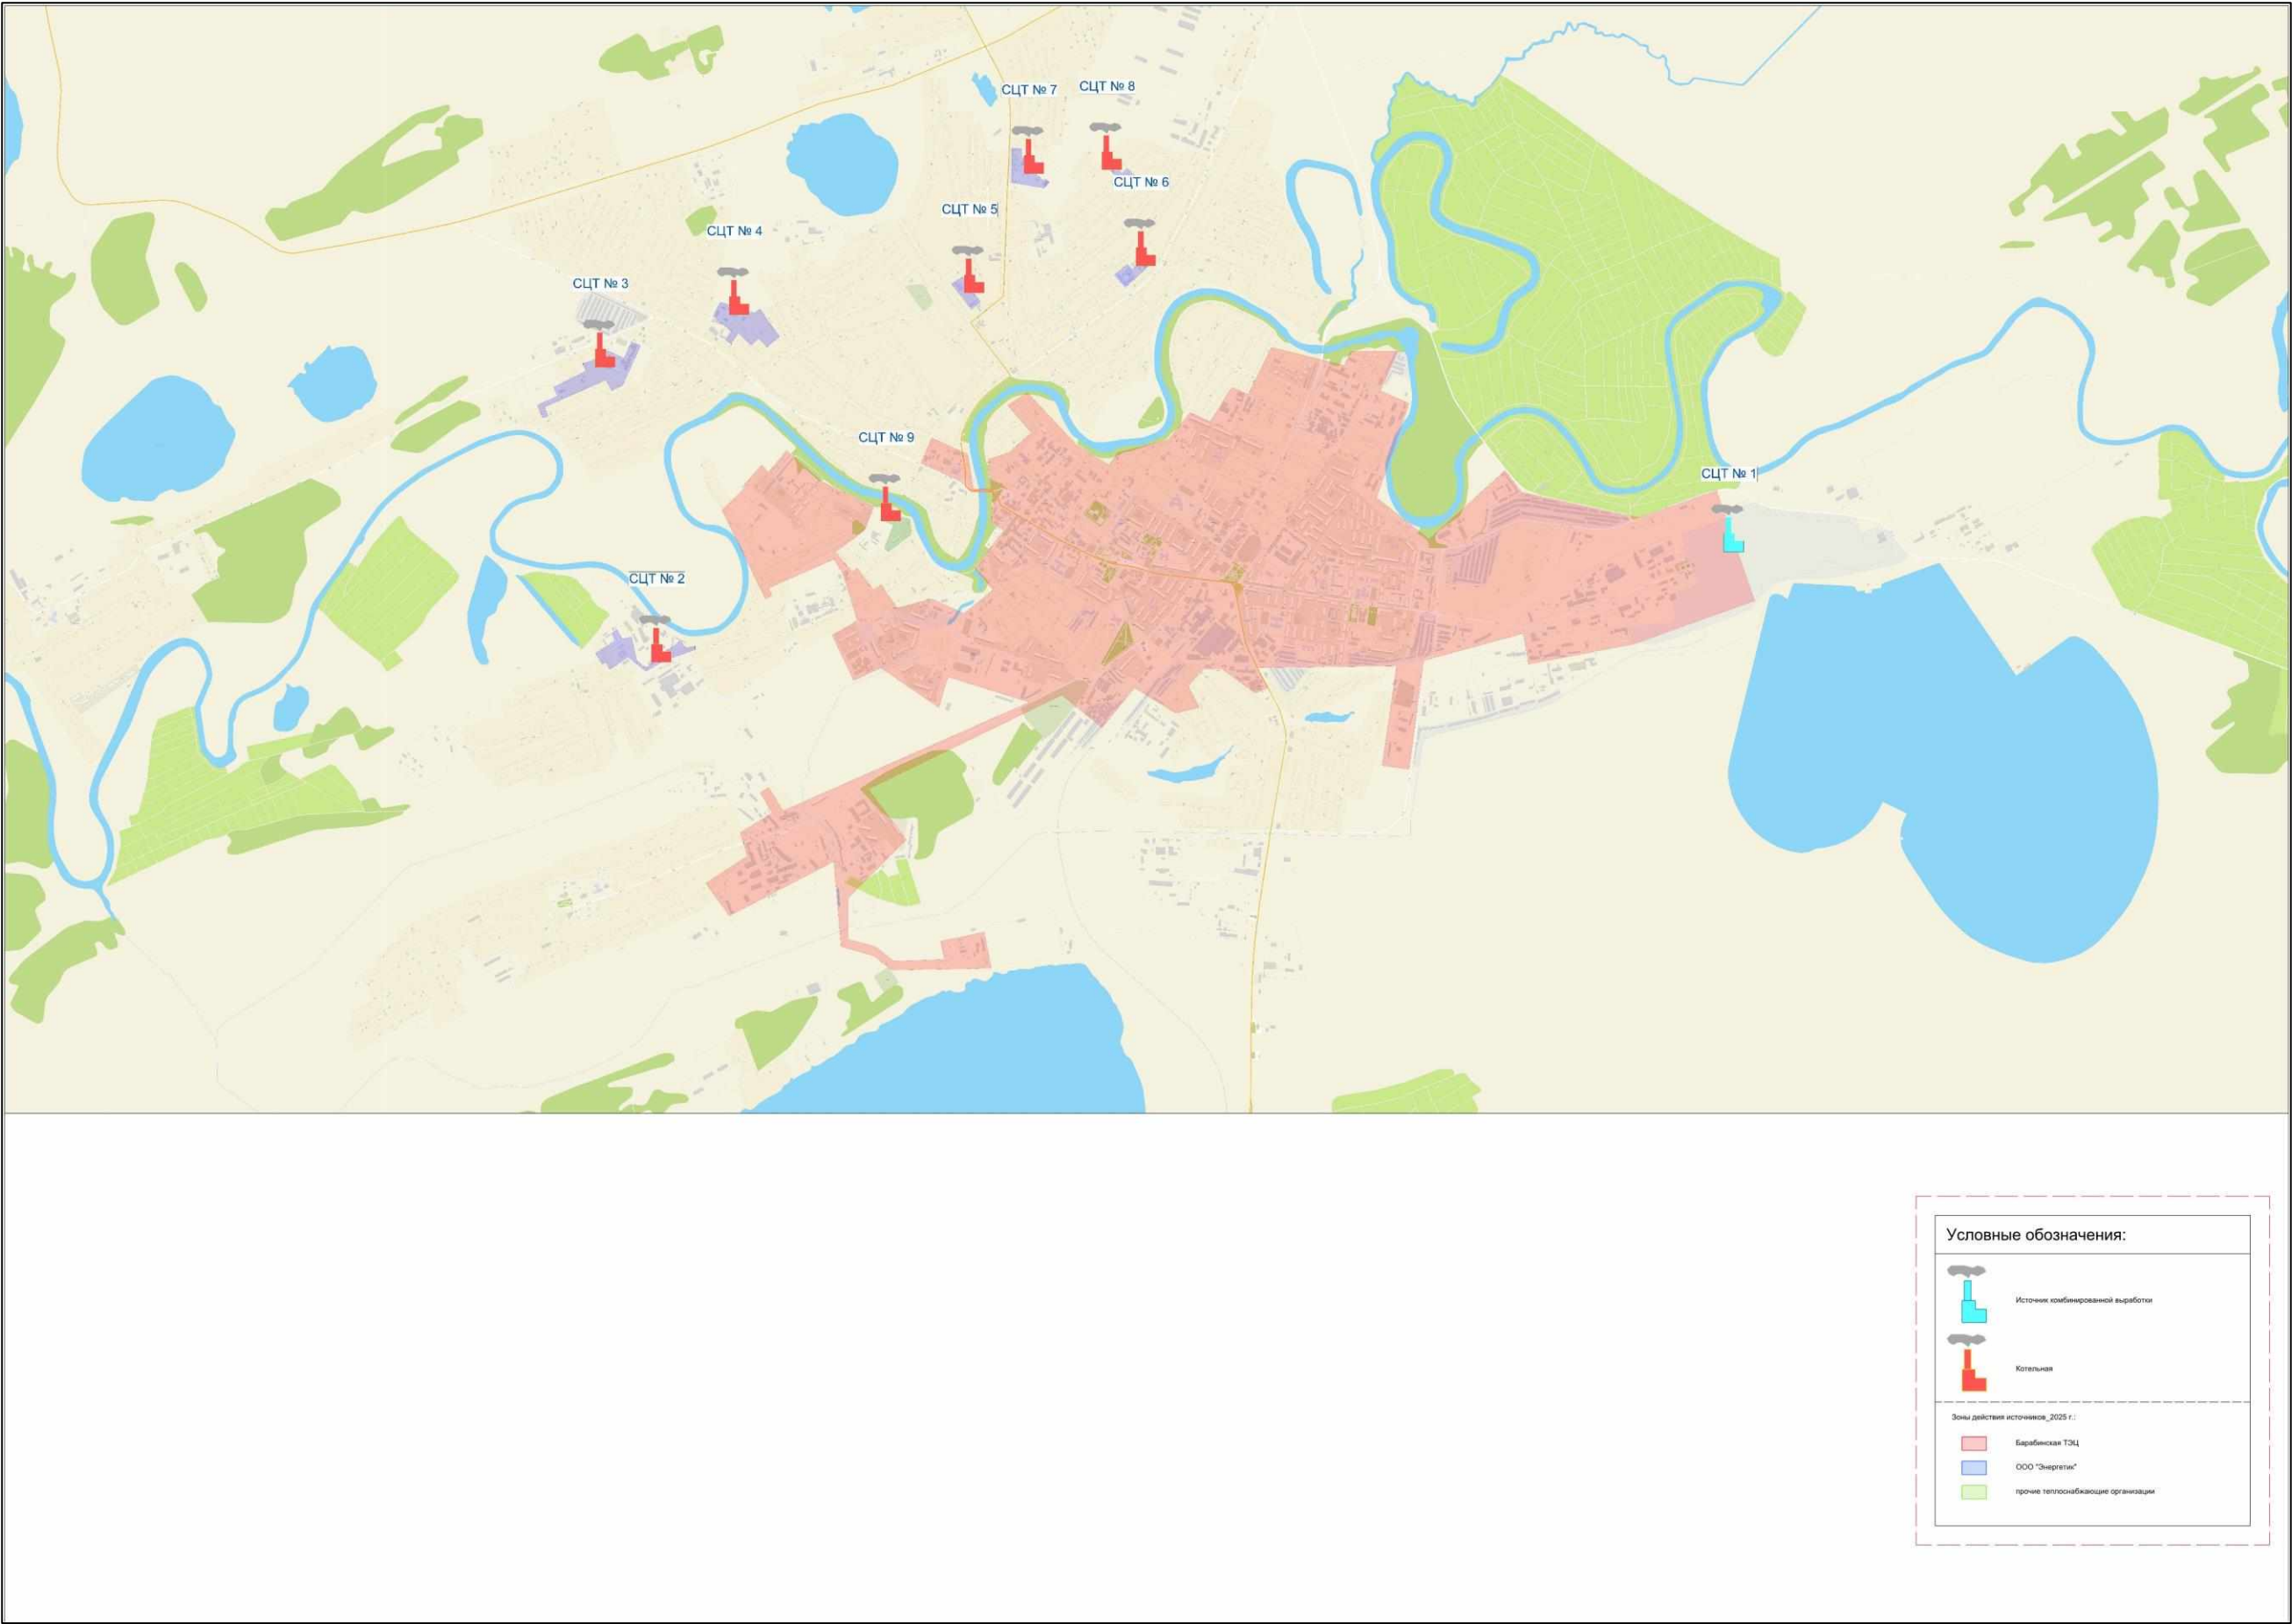 СЦТ № 7
СЦТ № 8
СЦТ № 6
СЦТ № 5
СЦТ № 4
СЦТ № 3
СЦТ № 9
СЦТ № 1
СЦТ № 2
Условные обозначения:
Источник комбинированной выработки
Котельная
Зоны действия источников_2025 г.:
Барабинская ТЭЦ
ООО "Энергетик"
прочие теплоснабжающие организации